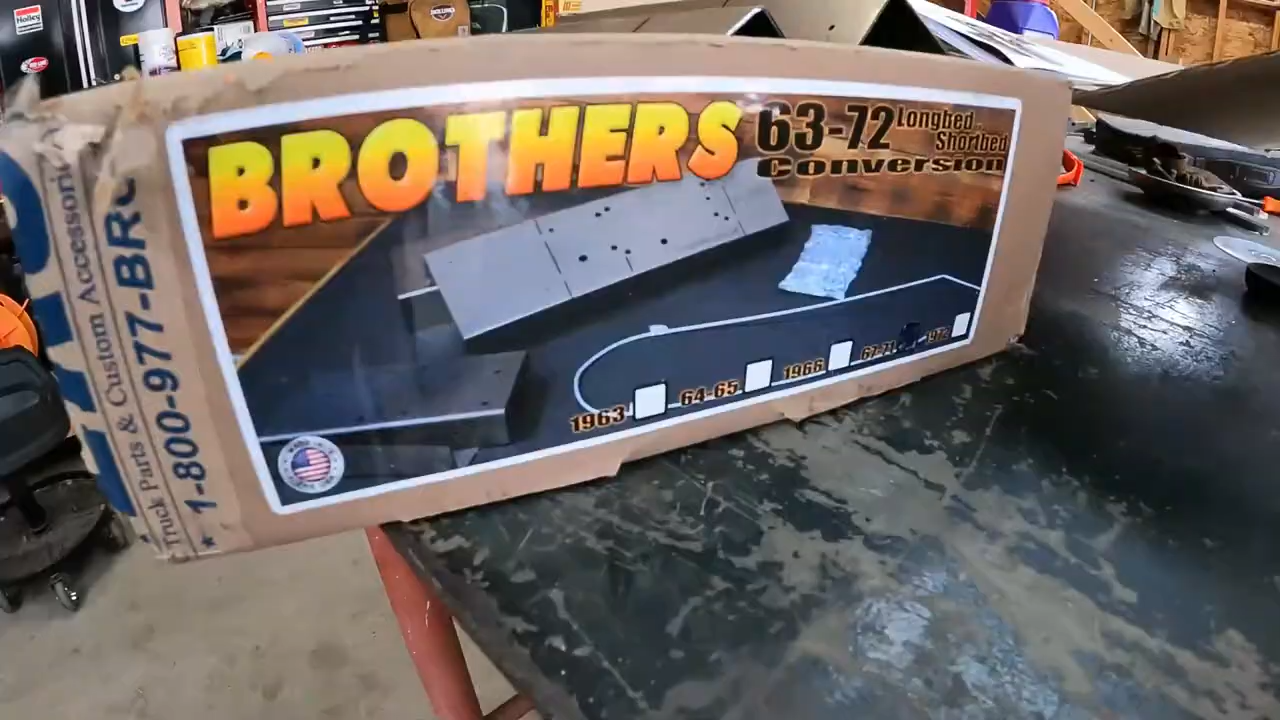 Holley
BROTHERS
63-72 Longbed
Shortbed
Conversion
1963
64-65
1966
67-71
1972
Truck Parts & Custom Accessori
1-800-977-BRO